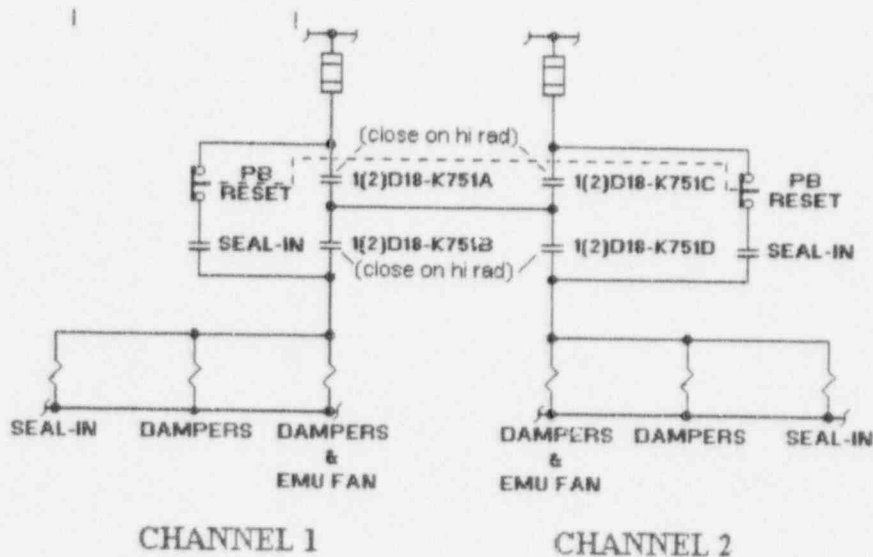 (close on hi rad)
PB RESET
1(2)D18-K751A
1(2)D18-K751C
PB RESET
SEAL-IN
1(2)D18-K751B
(close on hi rad)
1(2)D18-K751D
SEAL-IN
SEAL-IN
DAMPERS
DAMPERS & EMU FAN
DAMPERS & EMU FAN
DAMPERS
SEAL-IN
CHANNEL 1
CHANNEL 2